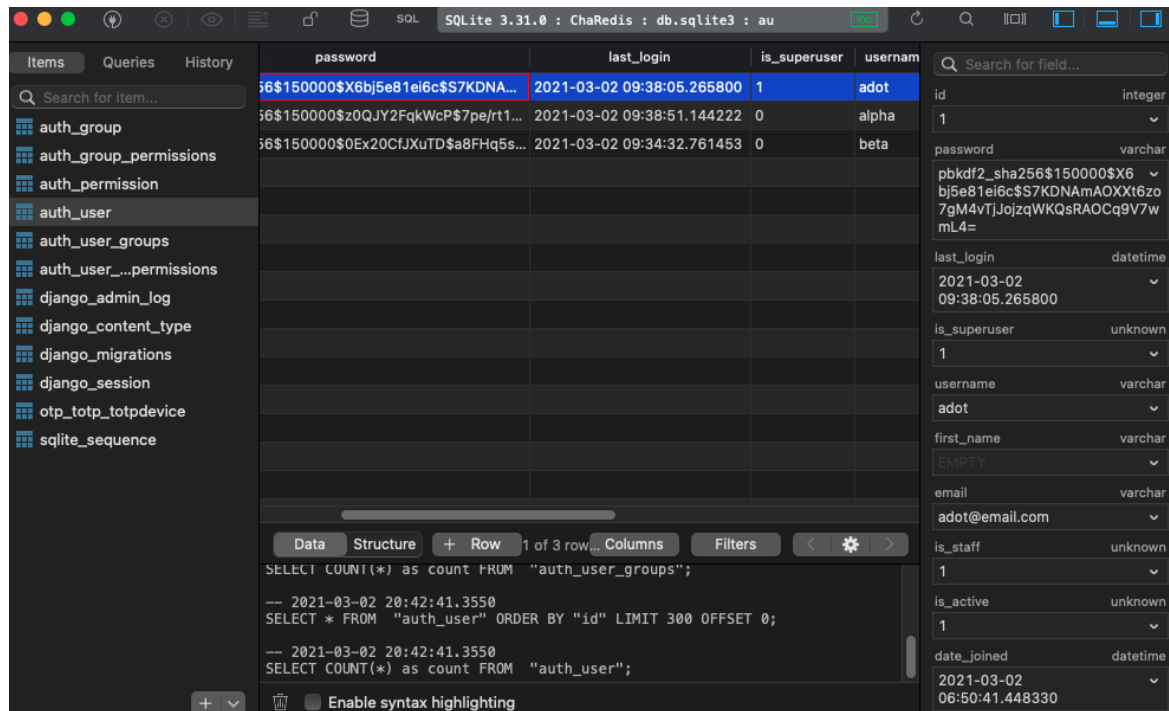 SQL SQLite 3.31.0 : ChaRedis : db.sqlite3 : au loc
Items Queries History
Search for item...
auth_group
auth_group_permissions
auth_permission
auth_user
auth_user_groups
auth_user_...permissions
django_admin_log
django_content_type
django_migrations
django_session
otp_totp_totpdevice
sqlite_sequence
password last_login is_superuser usernam
56$150000$X6bj5e81ei6c$S7KDNA... 2021-03-02 09:38:05.265800 1 adot
56$150000$z0QJY2FqkWcP$7pe/rt1... 2021-03-02 09:38:51.144222 0 alpha
56$150000$0Ex20CfJXuTD$a8FHq5s... 2021-03-02 09:34:32.761453 0 beta
Data Structure + Row 1 of 3 row... Columns Filters
SELECT COUNT(*) as count FROM "auth_user_groups";
-- 2021-03-02 20:42:41.3550
SELECT * FROM "auth_user" ORDER BY "id" LIMIT 300 OFFSET 0;
-- 2021-03-02 20:42:41.3550
SELECT COUNT(*) as count FROM "auth_user";
Enable syntax highlighting
Search for field...
id integer
1
password varchar
pbkdf2_sha256$150000$X6
bj5e81ei6c$S7KDNAmAOXXt6zo
7gM4vTjJojzqWKQsRAOCq9V7w
mL4=
last_login datetime
2021-03-02
09:38:05.265800
is_superuser unknown
1
username varchar
adot
first_name varchar
EMPTY
email varchar
adot@email.com
is_staff unknown
1
is_active unknown
1
date_joined datetime
2021-03-02
06:50:41.448330